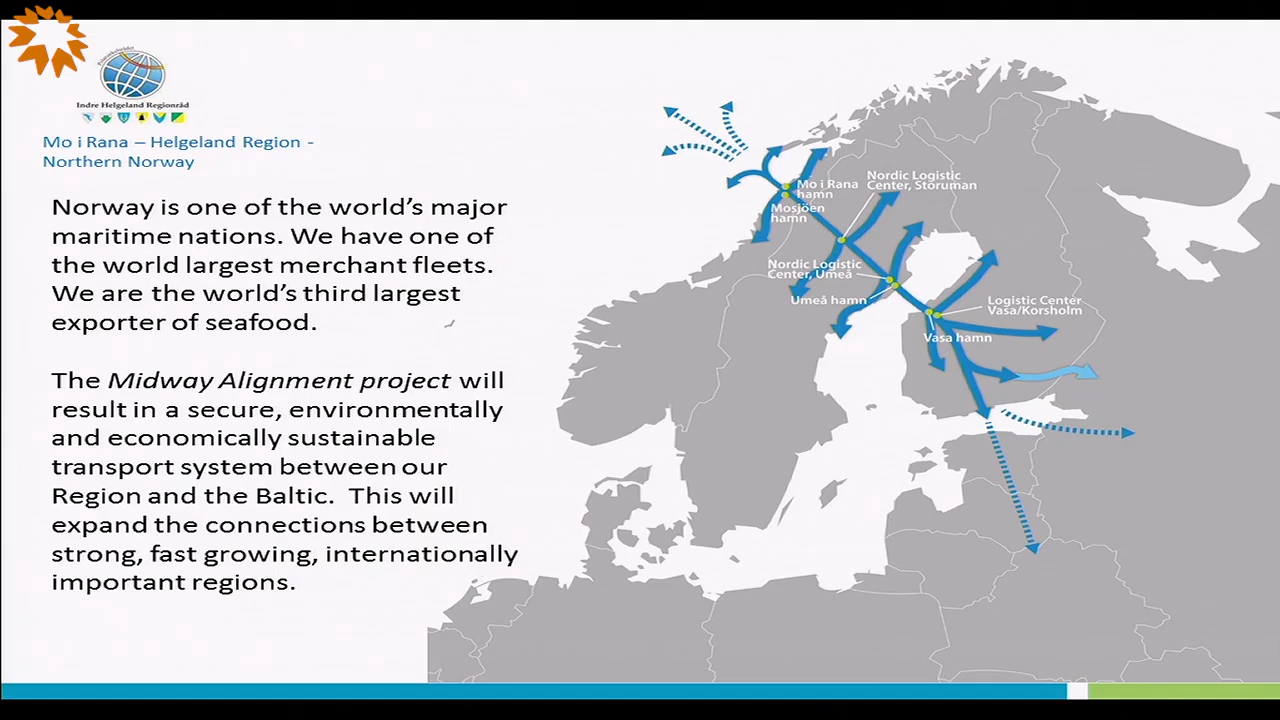 Indre Helgeland Regionråd
Mo i Rana – Helgeland Region -
Northern Norway
Norway is one of the world's major
maritime nations. We have one of
the world largest merchant fleets.
We are the world's third largest
exporter of seafood.
The Midway Alignment project will
result in a secure, environmentally
and economically sustainable
transport system between our
Region and the Baltic. This will
expand the connections between
strong, fast growing, internationally
important regions.
Nordic Logistic
Center, Storuman
Mo i Rana
hamn
Mosjöen
hamn
Nordic Logistic
Center, Umeå
Umeå hamn
Logistic Center
Vasa/Korsholm
Vasa hamn